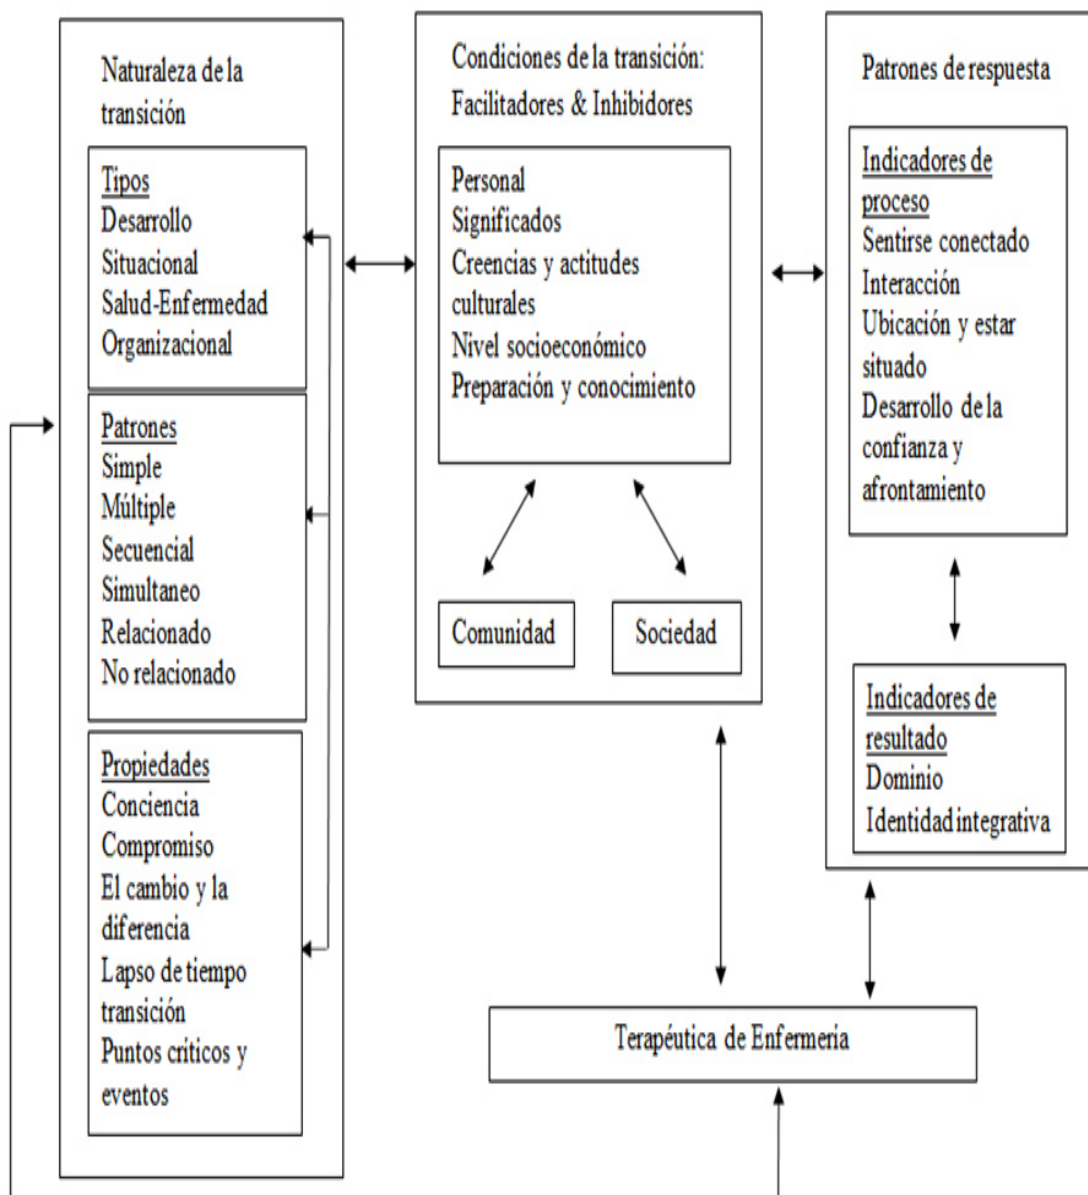 Naturaleza de la
transición
Tipos
Desarrollo
Situacional
Salud-Enfermedad
Organizacional
Patrones
Simple
Múltiple
Secuencial
Simultaneo
Relacionado
No relacionado
Propiedades
Conciencia
Compromiso
El cambio y la
diferencia
Lapso de tiempo
transición
Puntos críticos y
eventos
Condiciones de la transición:
Facilitadores & Inhibidores
Personal
Significados
Creencias y actitudes
culturales
Nivel socioeconómico
Preparación y conocimiento
Comunidad
Sociedad
Patrones de respuesta
Indicadores de
proceso
Sentirse conectado
Interacción
Ubicación y estar
situado
Desarrollo de la
confianza y
afrontamiento
Indicadores de
resultado
Dominio
Identidad integrativa
Terapéutica de Enfermería